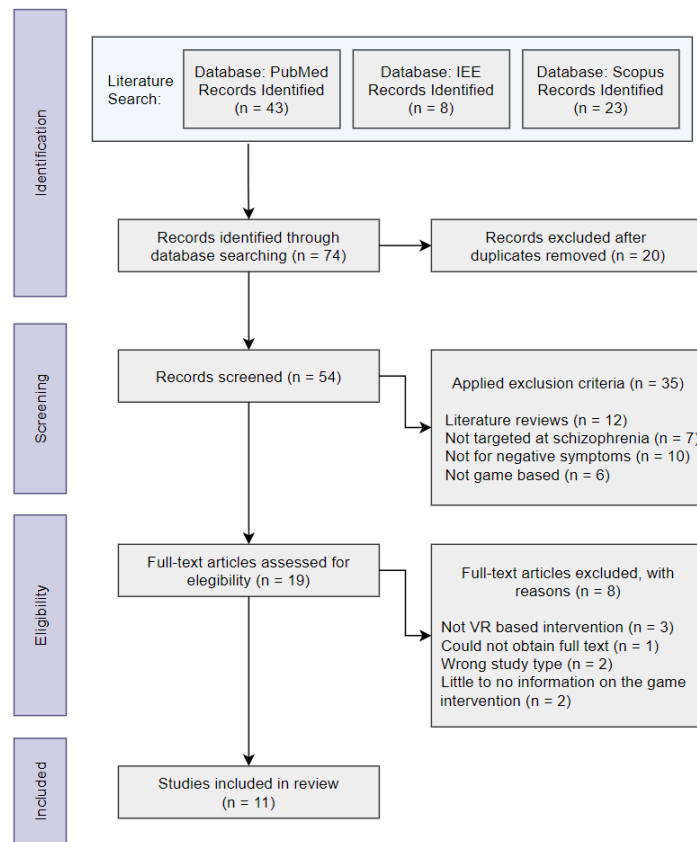 Identification
Literature
Search:
Database: PubMed
Records Identified
(n = 43)
Database: IEE
Records Identified
(n = 8)
Database: Scopus
Records Identified
(n = 23)
Records identified through
database searching (n = 74)
Records excluded after
duplicates removed (n = 20)
Screening
Records screened (n = 54)
Applied exclusion criteria (n = 35)
Literature reviews (n = 12)
Not targeted at schizophrenia (n = 7)
Not for negative symptoms (n = 10)
Not game based (n = 6)
Eligibility
Full-text articles assessed for
elegibility (n = 19)
Full-text articles excluded, with
reasons (n = 8)
Not VR based intervention (n = 3)
Could not obtain full text (n = 1)
Wrong study type (n = 2)
Little to no information on the game
intervention (n = 2)
Included
Studies included in review
(n = 11)